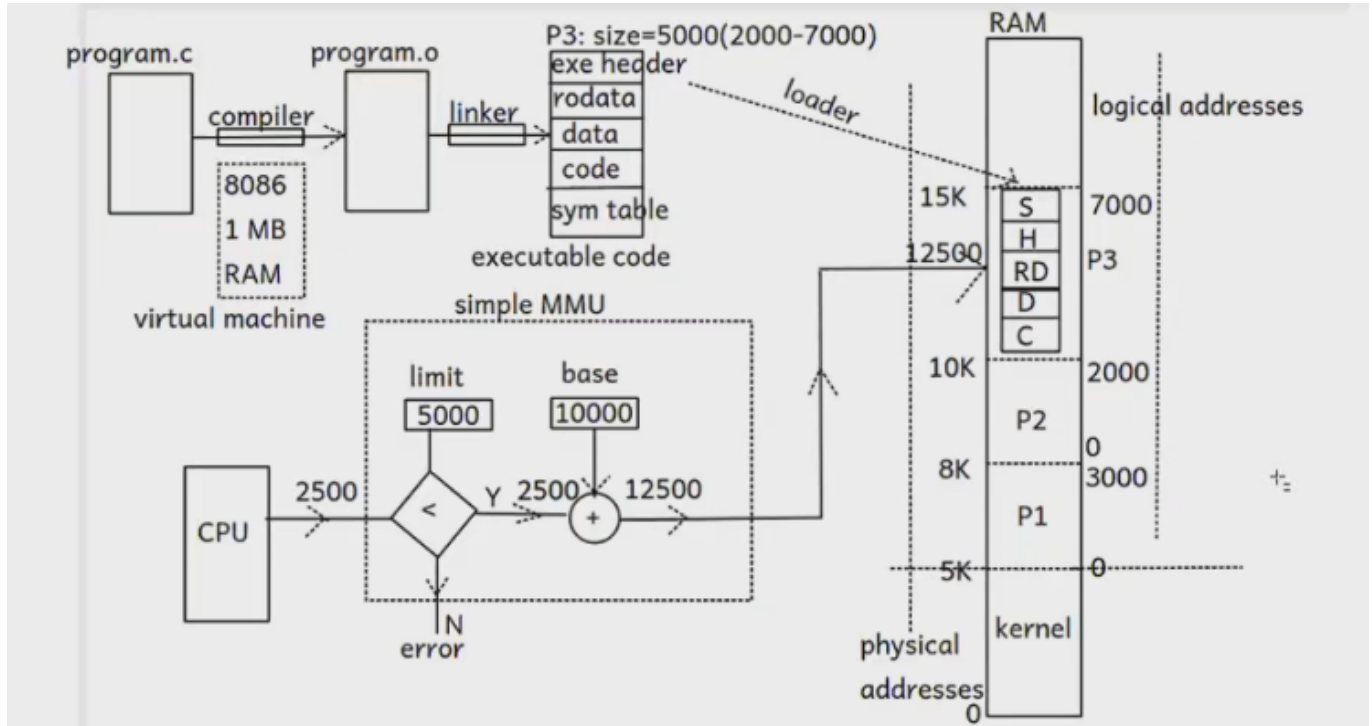 RAM
P3: size=5000(2000-7000)
program.c
program.o
exe header
rodata
data
code
sym table
executable code
compiler
linker
loader
8086
1 MB
RAM
virtual machine
logical addresses
15K
7000
S
H
RD
D
C
12500
P3
10K
2000
P2
0
8K
3000
P1
5K
0
kernel
physical
addresses
0
simple MMU
limit
base
5000
10000
CPU
2500
<
Y
2500
+
12500
N
error